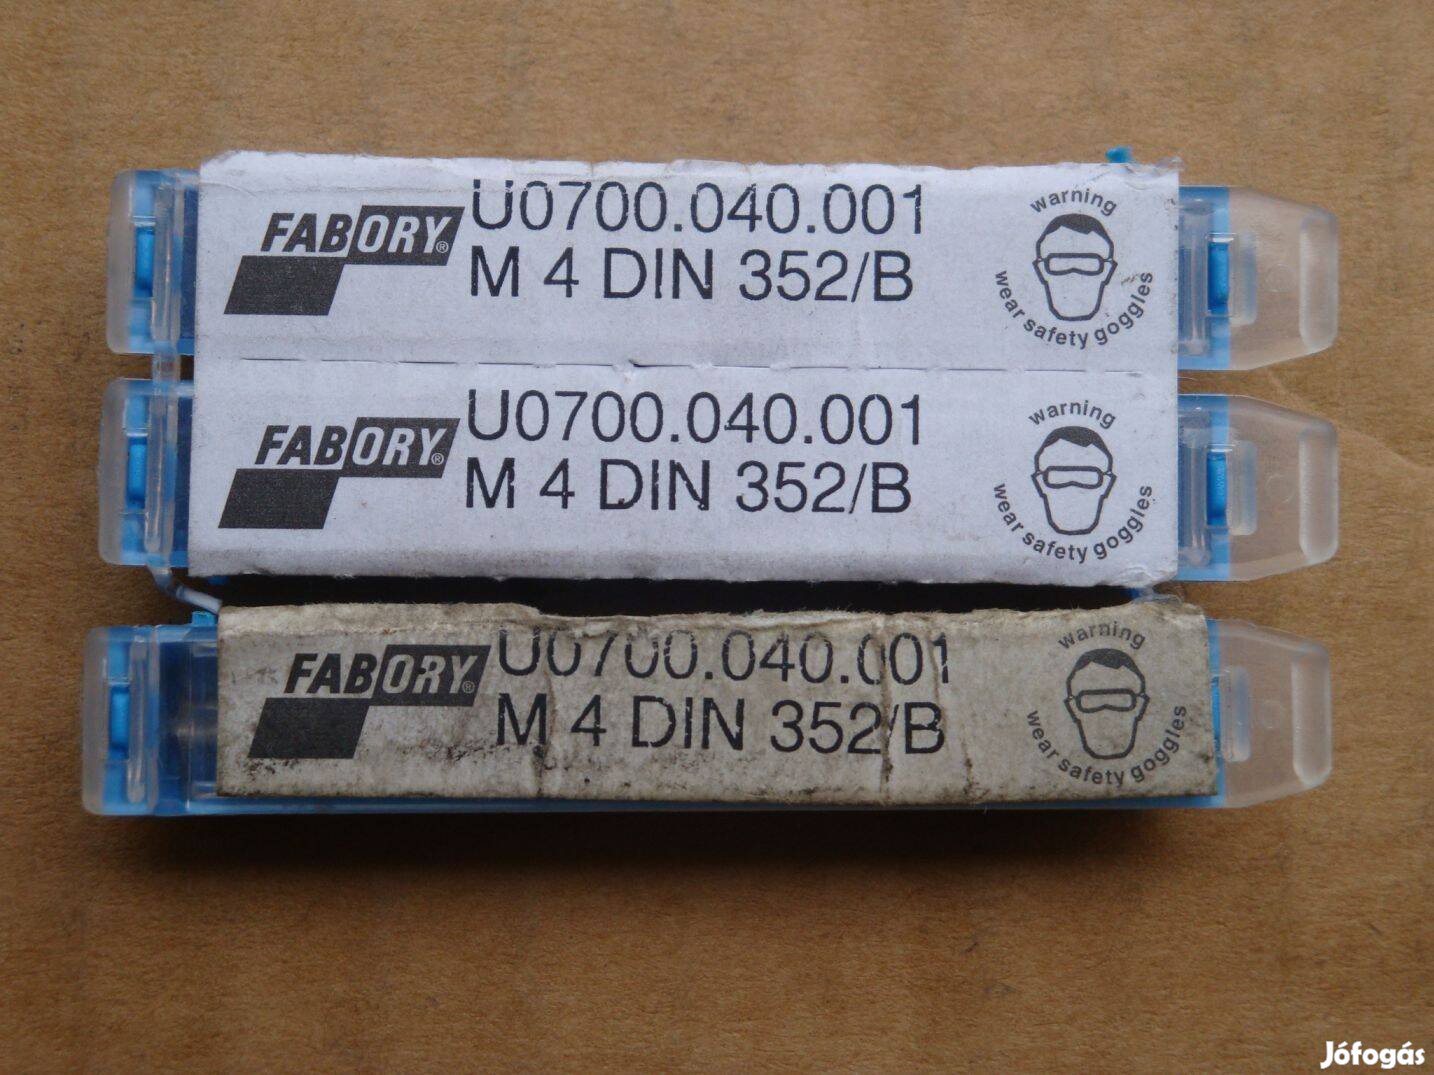 FABORY®
U0700.040.001
M 4 DIN 352/B
warning
wear safety goggles
FABORY®
U0700.040.001
M 4 DIN 352/B
warning
wear safety goggles
FABORY®
U0700.040.001
M 4 DIN 352/B
warning
wear safety goggles
Jófogás